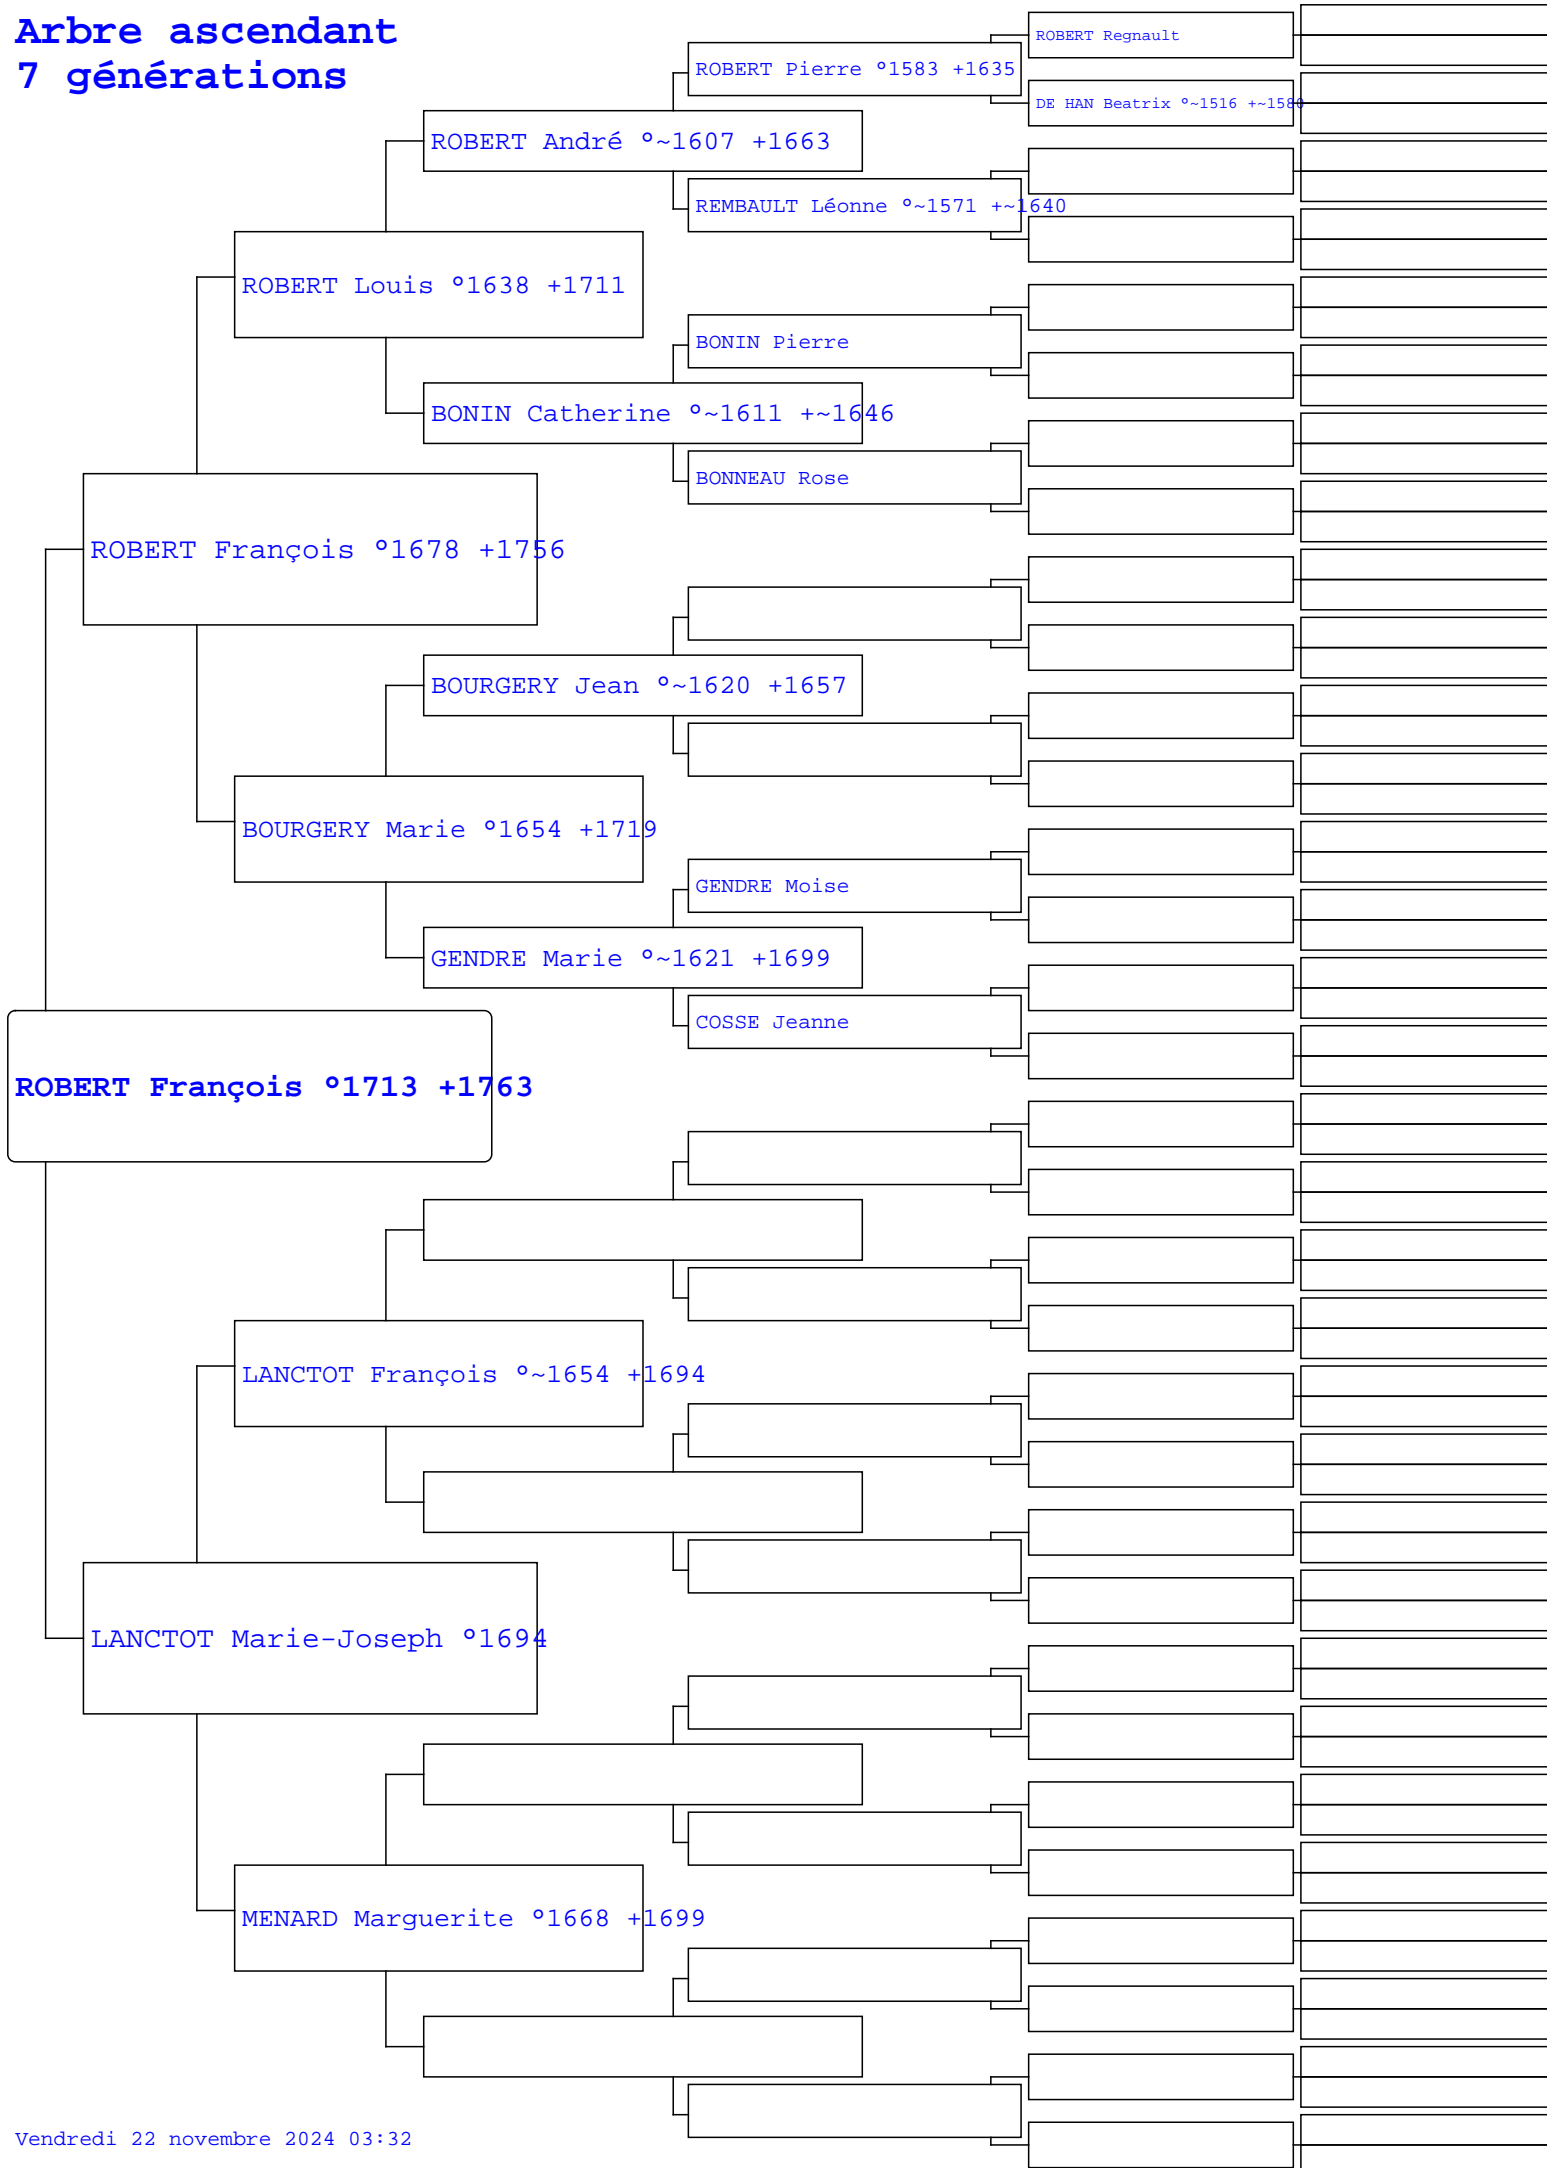 Arbre ascendant
7 générations
ROBERT Regnault
ROBERT Pierre °1583 +1635
DE HAN Beatrix °~1516 +~1580
ROBERT André °~1607 +1663
REMBAULT Léonne °~1571 +~1640
ROBERT Louis °1638 +1711
BONIN Pierre
BONIN Catherine °~1611 +~1646
BONNEAU Rose
ROBERT François °1678 +1756
BOURGERY Jean °~1620 +1657
BOURGERY Marie °1654 +1719
GENDRE Moise
GENDRE Marie °~1621 +1699
COSSE Jeanne
ROBERT François °1713 +1763
LANCTOT François °~1654 +1694
LANCTOT Marie-Joseph °1694
MENARD Marguerite °1668 +1699
Vendredi 22 novembre 2024 03:32